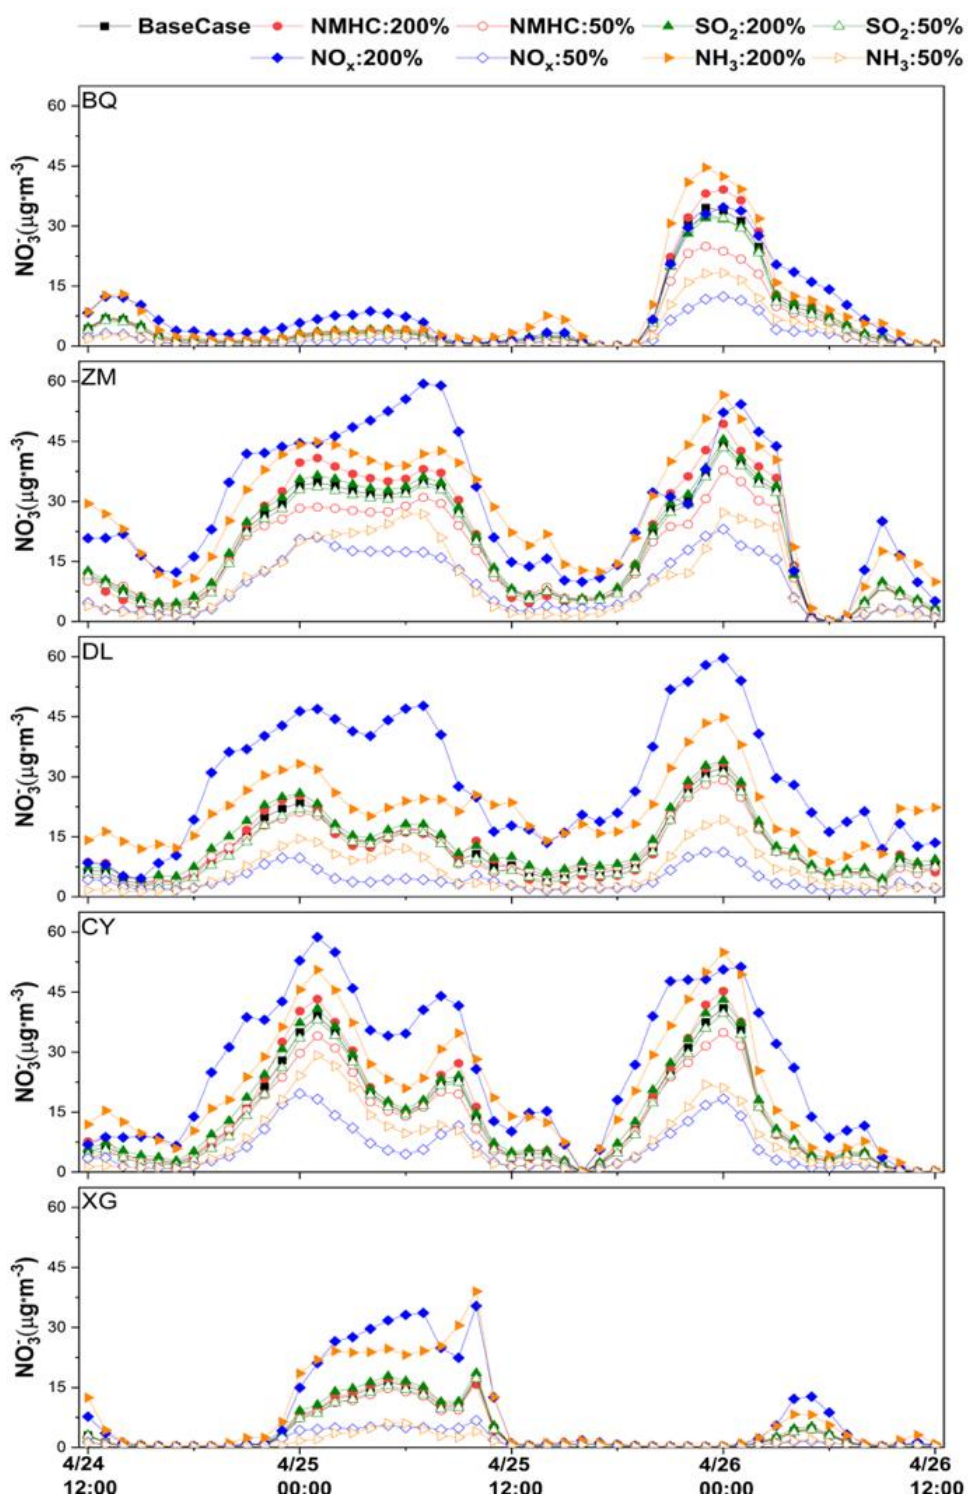 BaseCase NMHC:200% NMHC:50% SO₂:200% SO₂:50%
NOₓ:200% NOₓ:50% NH₃:200% NH₃:50%
BQ
60
45
30
15
0
NO₃⁻(μg•m⁻³)
ZM
60
45
30
15
0
NO₃⁻(μg•m⁻³)
DL
60
45
30
15
0
NO₃⁻(μg•m⁻³)
CY
60
45
30
15
0
NO₃⁻(μg•m⁻³)
XG
60
45
30
15
0
NO₃⁻(μg•m⁻³)
4/24 4/25 4/25 4/26 4/26
12:00 00:00 12:00 00:00 12:00